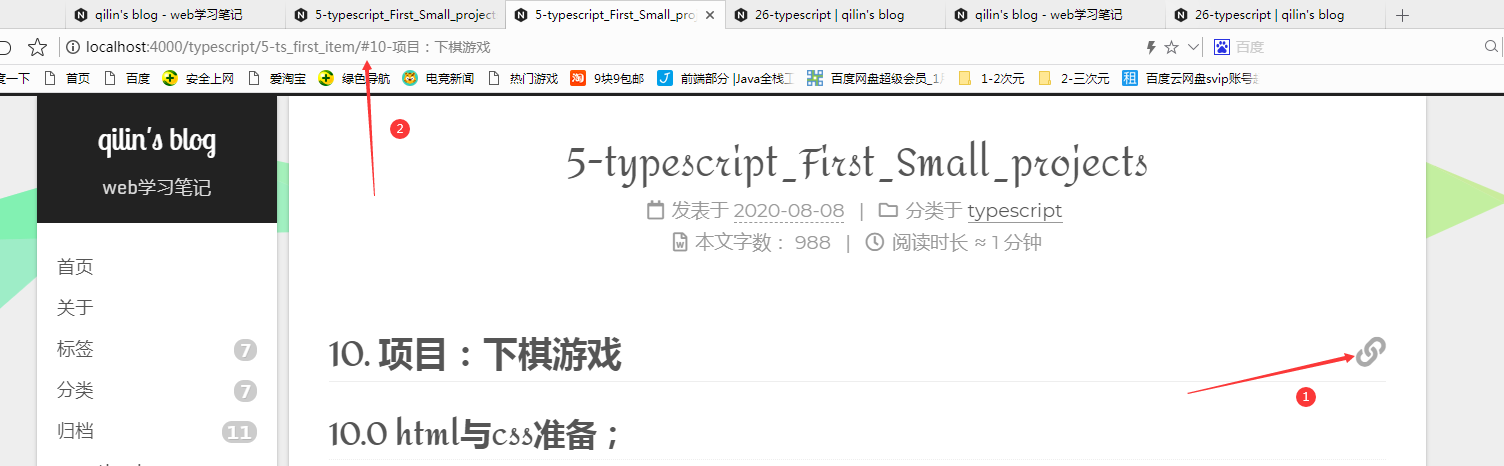 qilin's blog - web学习笔记 5-typescript_First_Small_project 5-typescript_First_Small_pro 26-typescript | qilin's blog qilin's blog - web学习笔记 26-typescript | qilin's blog
localhost:4000/typescript/5-ts_first_item/#10-项目：下棋游戏 百度
度一下 首页 百度 安全上网 爱淘宝 绿色导航 电竞新闻 热门游戏 9块9包邮 前端部分 |Java全栈工 百度网盘超级会员_1 1-2次元 2-三次元 百度云网盘svip账号
2
qilin's blog
web学习笔记
5-typescript_First_Small_projects
发表于 2020-08-08 | 分类于 typescript
本文字数： 988 | 阅读时长 ≈ 1 分钟
首页
关于
标签 7
分类 7
归档 11
10. 项目：下棋游戏
1
10.0 html与css准备；